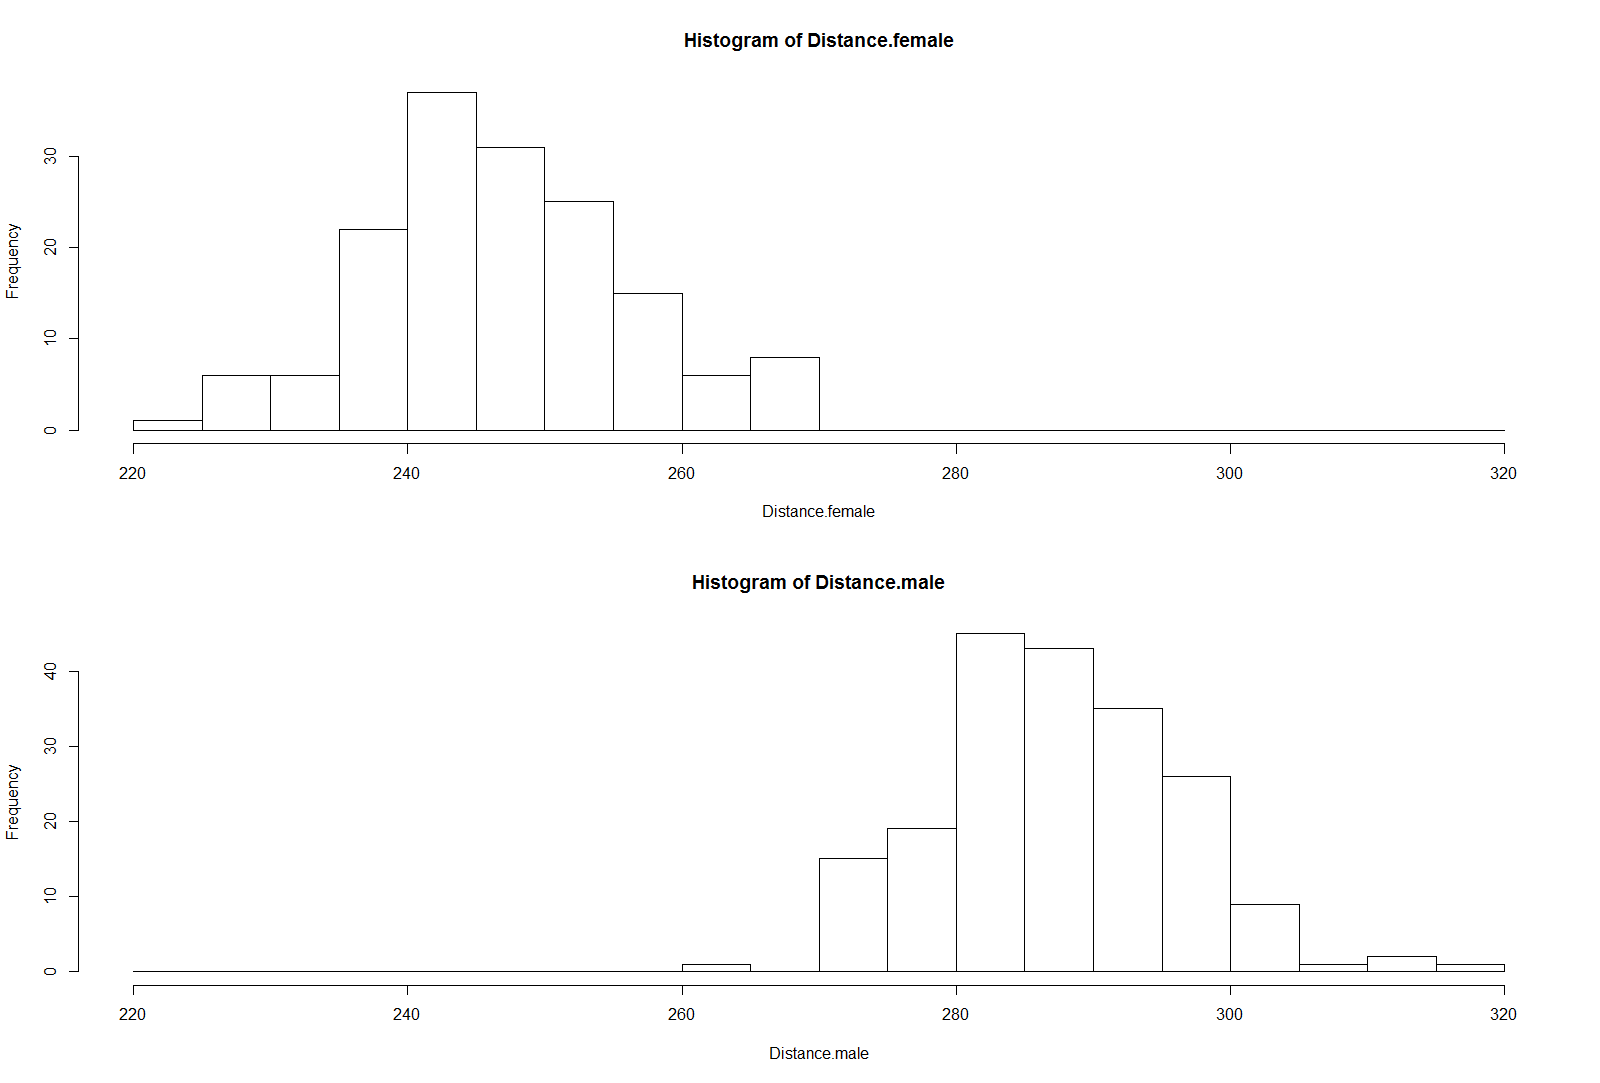 Histogram of Distance.female
Frequency
30
20
10
0
220 240 260 280 300 320
Distance.female
Histogram of Distance.male
Frequency
40
30
20
10
0
220 240 260 280 300 320
Distance.male